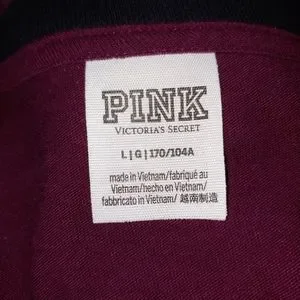 PINK
VICTORIA'S SECRET
L | G | 170/104A
made in Vietnam/fabriqué au
Vietnam/hecho en Vietnam/
fabbricato in Vietnam/ 越南制造